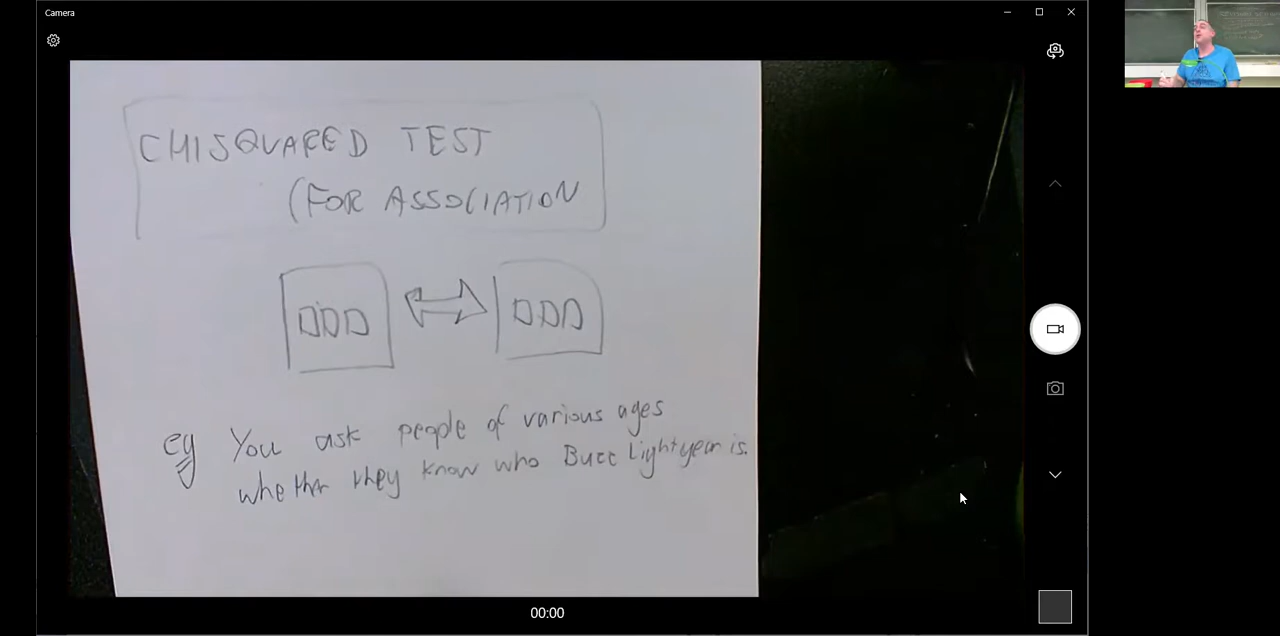 Camera
CHISQUARED TEST
(FOR ASSOCIATION
eg You ask people of various ages
whether they know who Buzz Lightyear is.
00:00